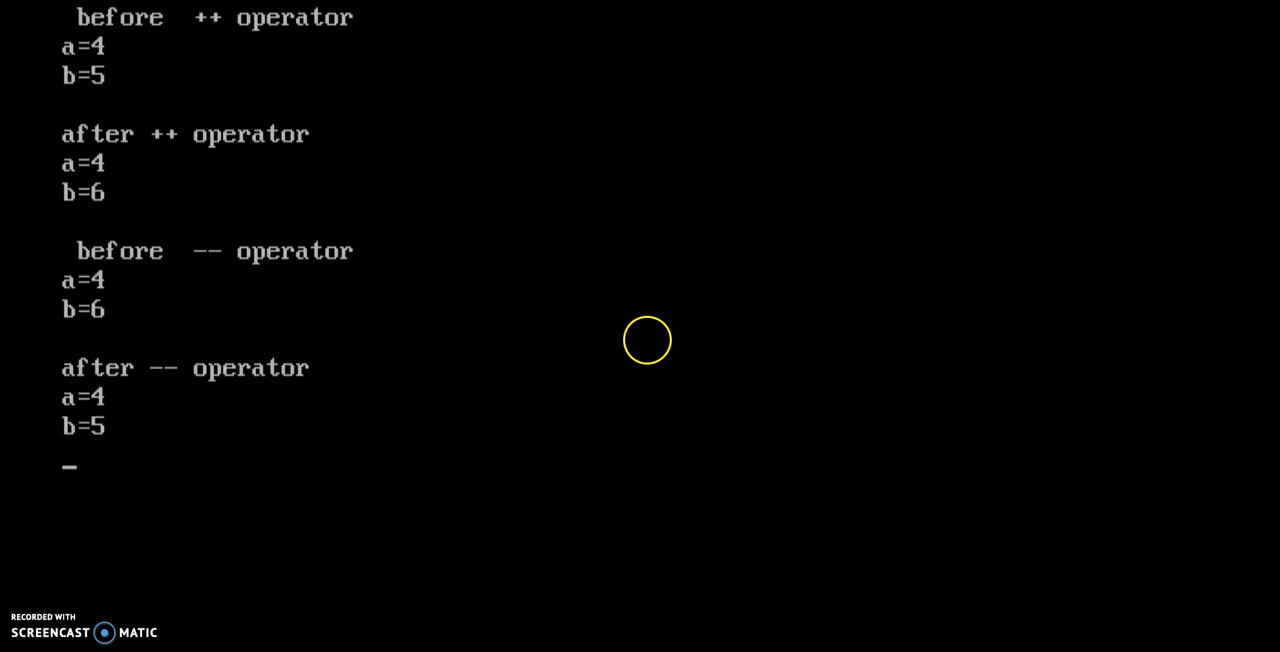 before  ++ operator
a=4
b=5
after ++ operator
a=4
b=6
before  -- operator
a=4
b=6
after -- operator
a=4
b=5
RECORDED WITH
SCREENCAST MATIC